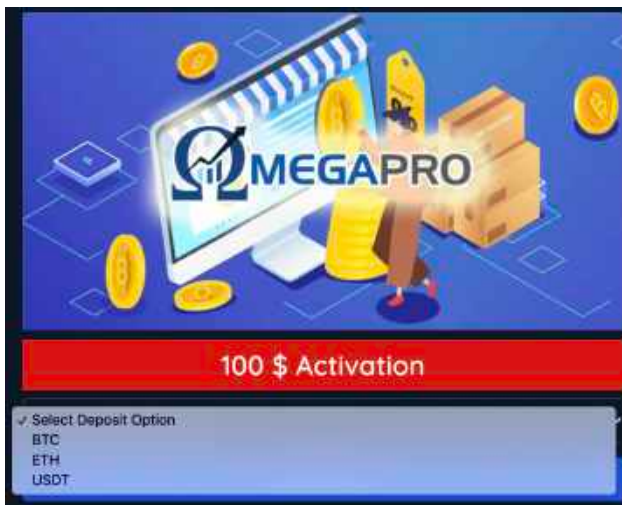 ΩMEGAPRO
100 $ Activation
✓ Select Deposit Option
BTC
ETH
USDT